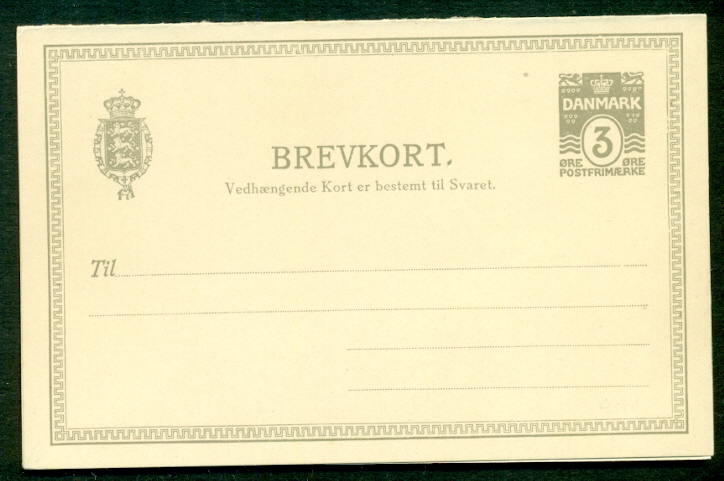 DANMARK
3
ØRE ØRE
POSTFRIMÆRKE
BREVKORT.
Vedhængende Kort er bestemt til Svaret.
Til